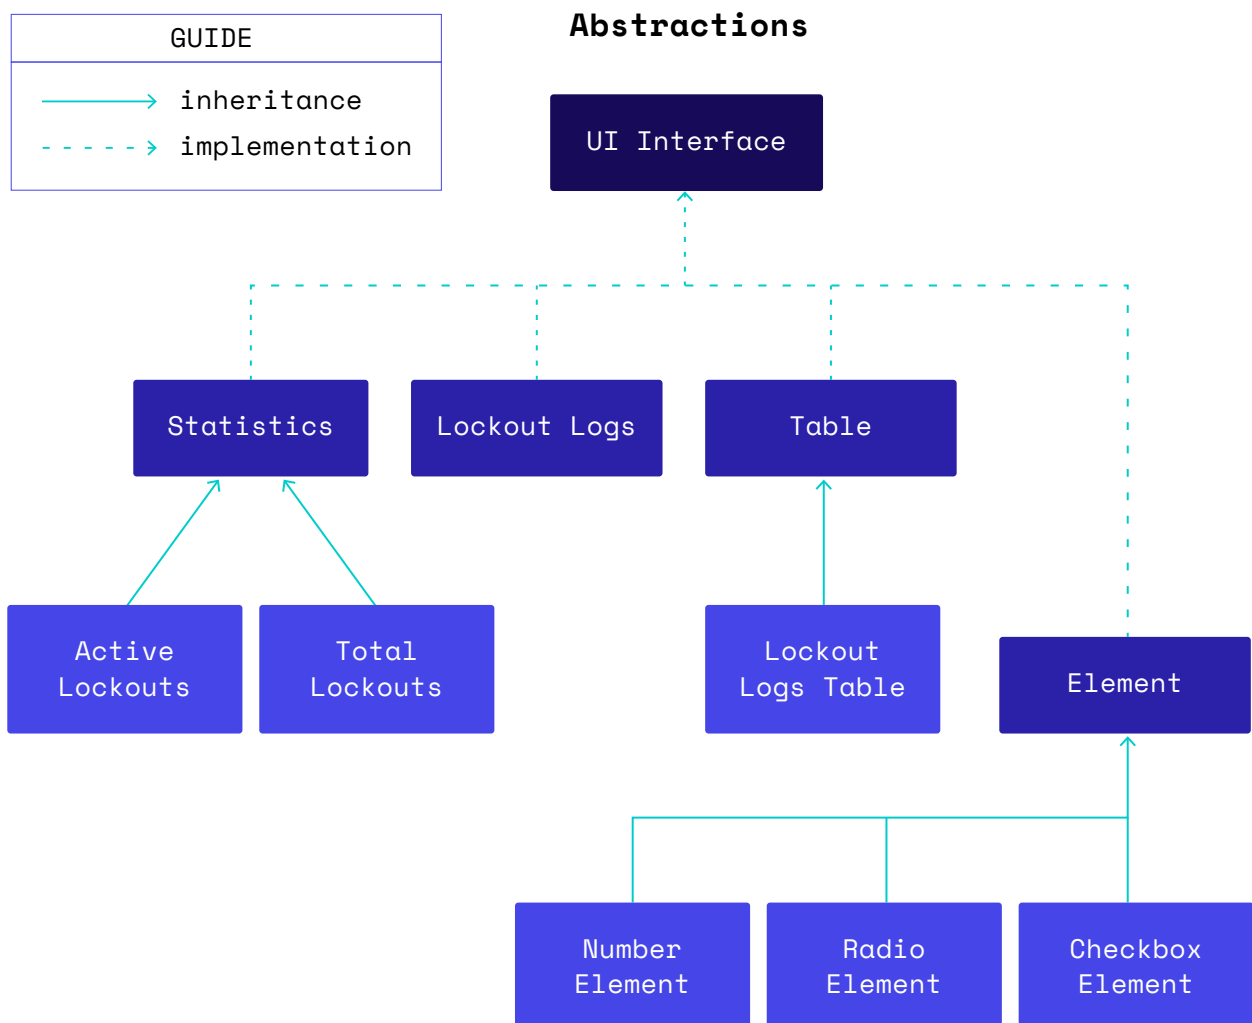 Abstractions
GUIDE
inheritance
implementation
UI Interface
Statistics
Lockout Logs
Table
Active
Lockouts
Total
Lockouts
Lockout
Logs Table
Element
Number
Element
Radio
Element
Checkbox
Element